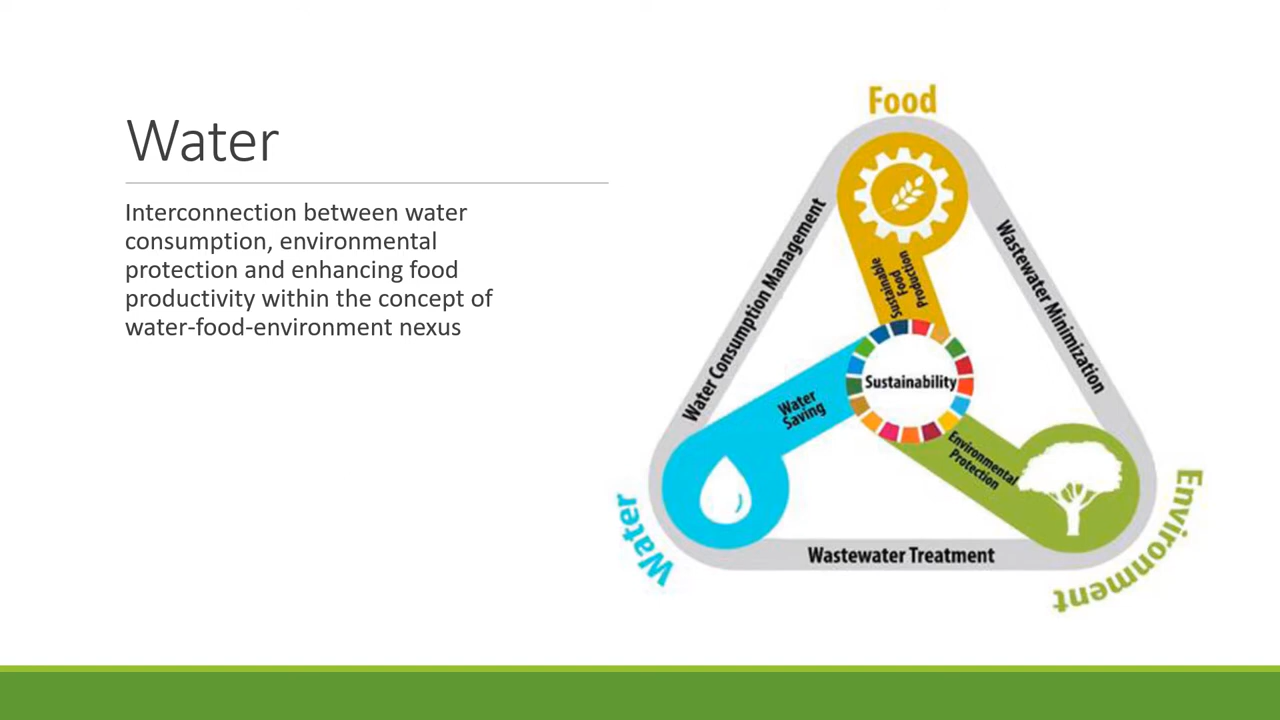 Water
Interconnection between water
consumption, environmental
protection and enhancing food
productivity within the concept of
water-food-environment nexus
Food
Water Consumption Management
Wastewater Minimization
Sustainable
Food
Production
Sustainability
Water
Saving
Environmental
Protection
Water
Environment
Wastewater Treatment